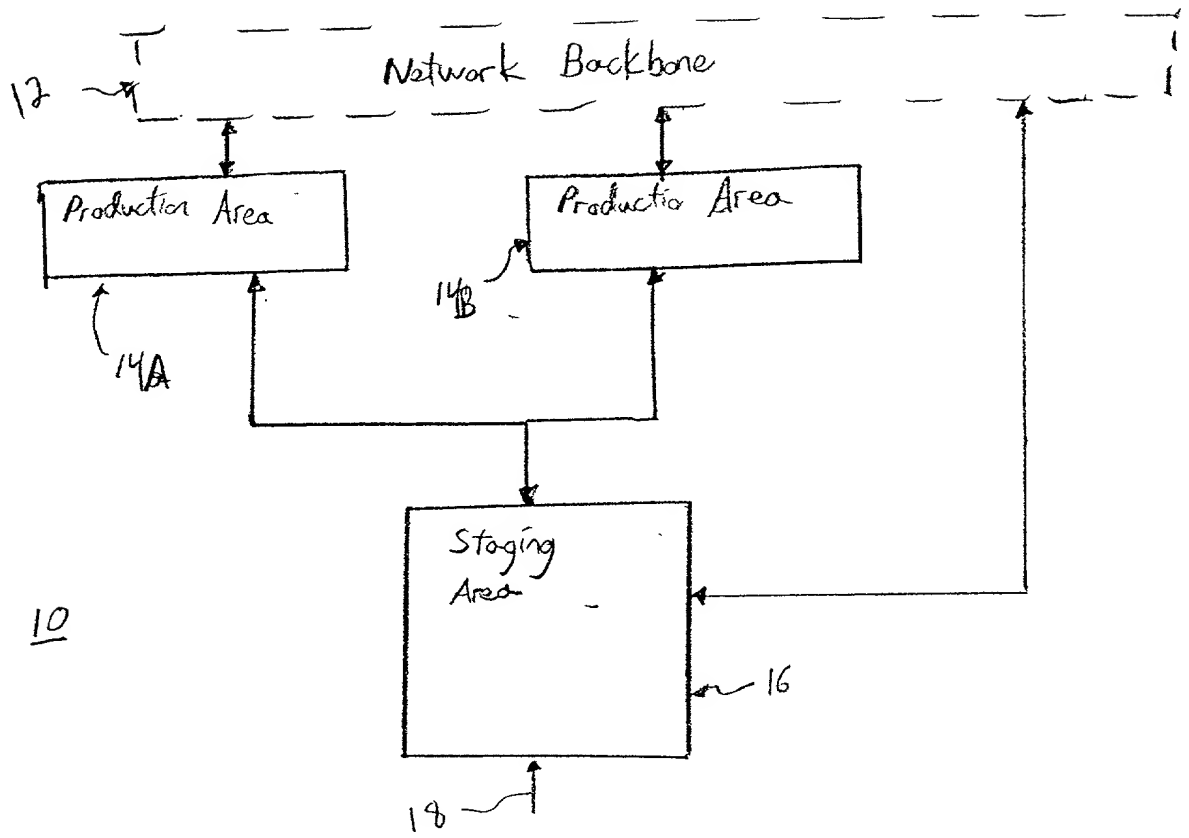 Network Backbone
12
Production Area
Productio Area
14B
14A
Staging
Area
10
16
18